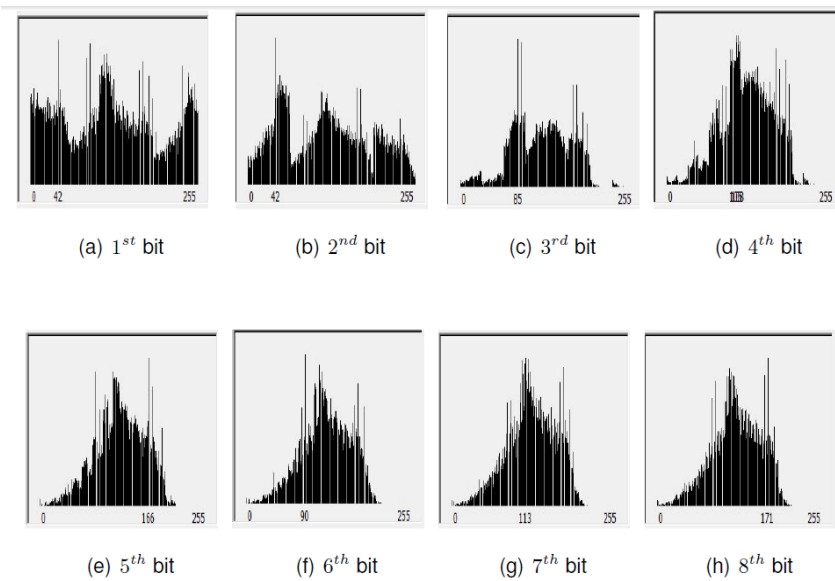 0 42 255
0 42 255
0 85 255
0 255
(a) 1st bit
(b) 2nd bit
(c) 3rd bit
(d) 4th bit
0 166 255
0 90 255
0 113 255
0 171 255
(e) 5th bit
(f) 6th bit
(g) 7th bit
(h) 8th bit